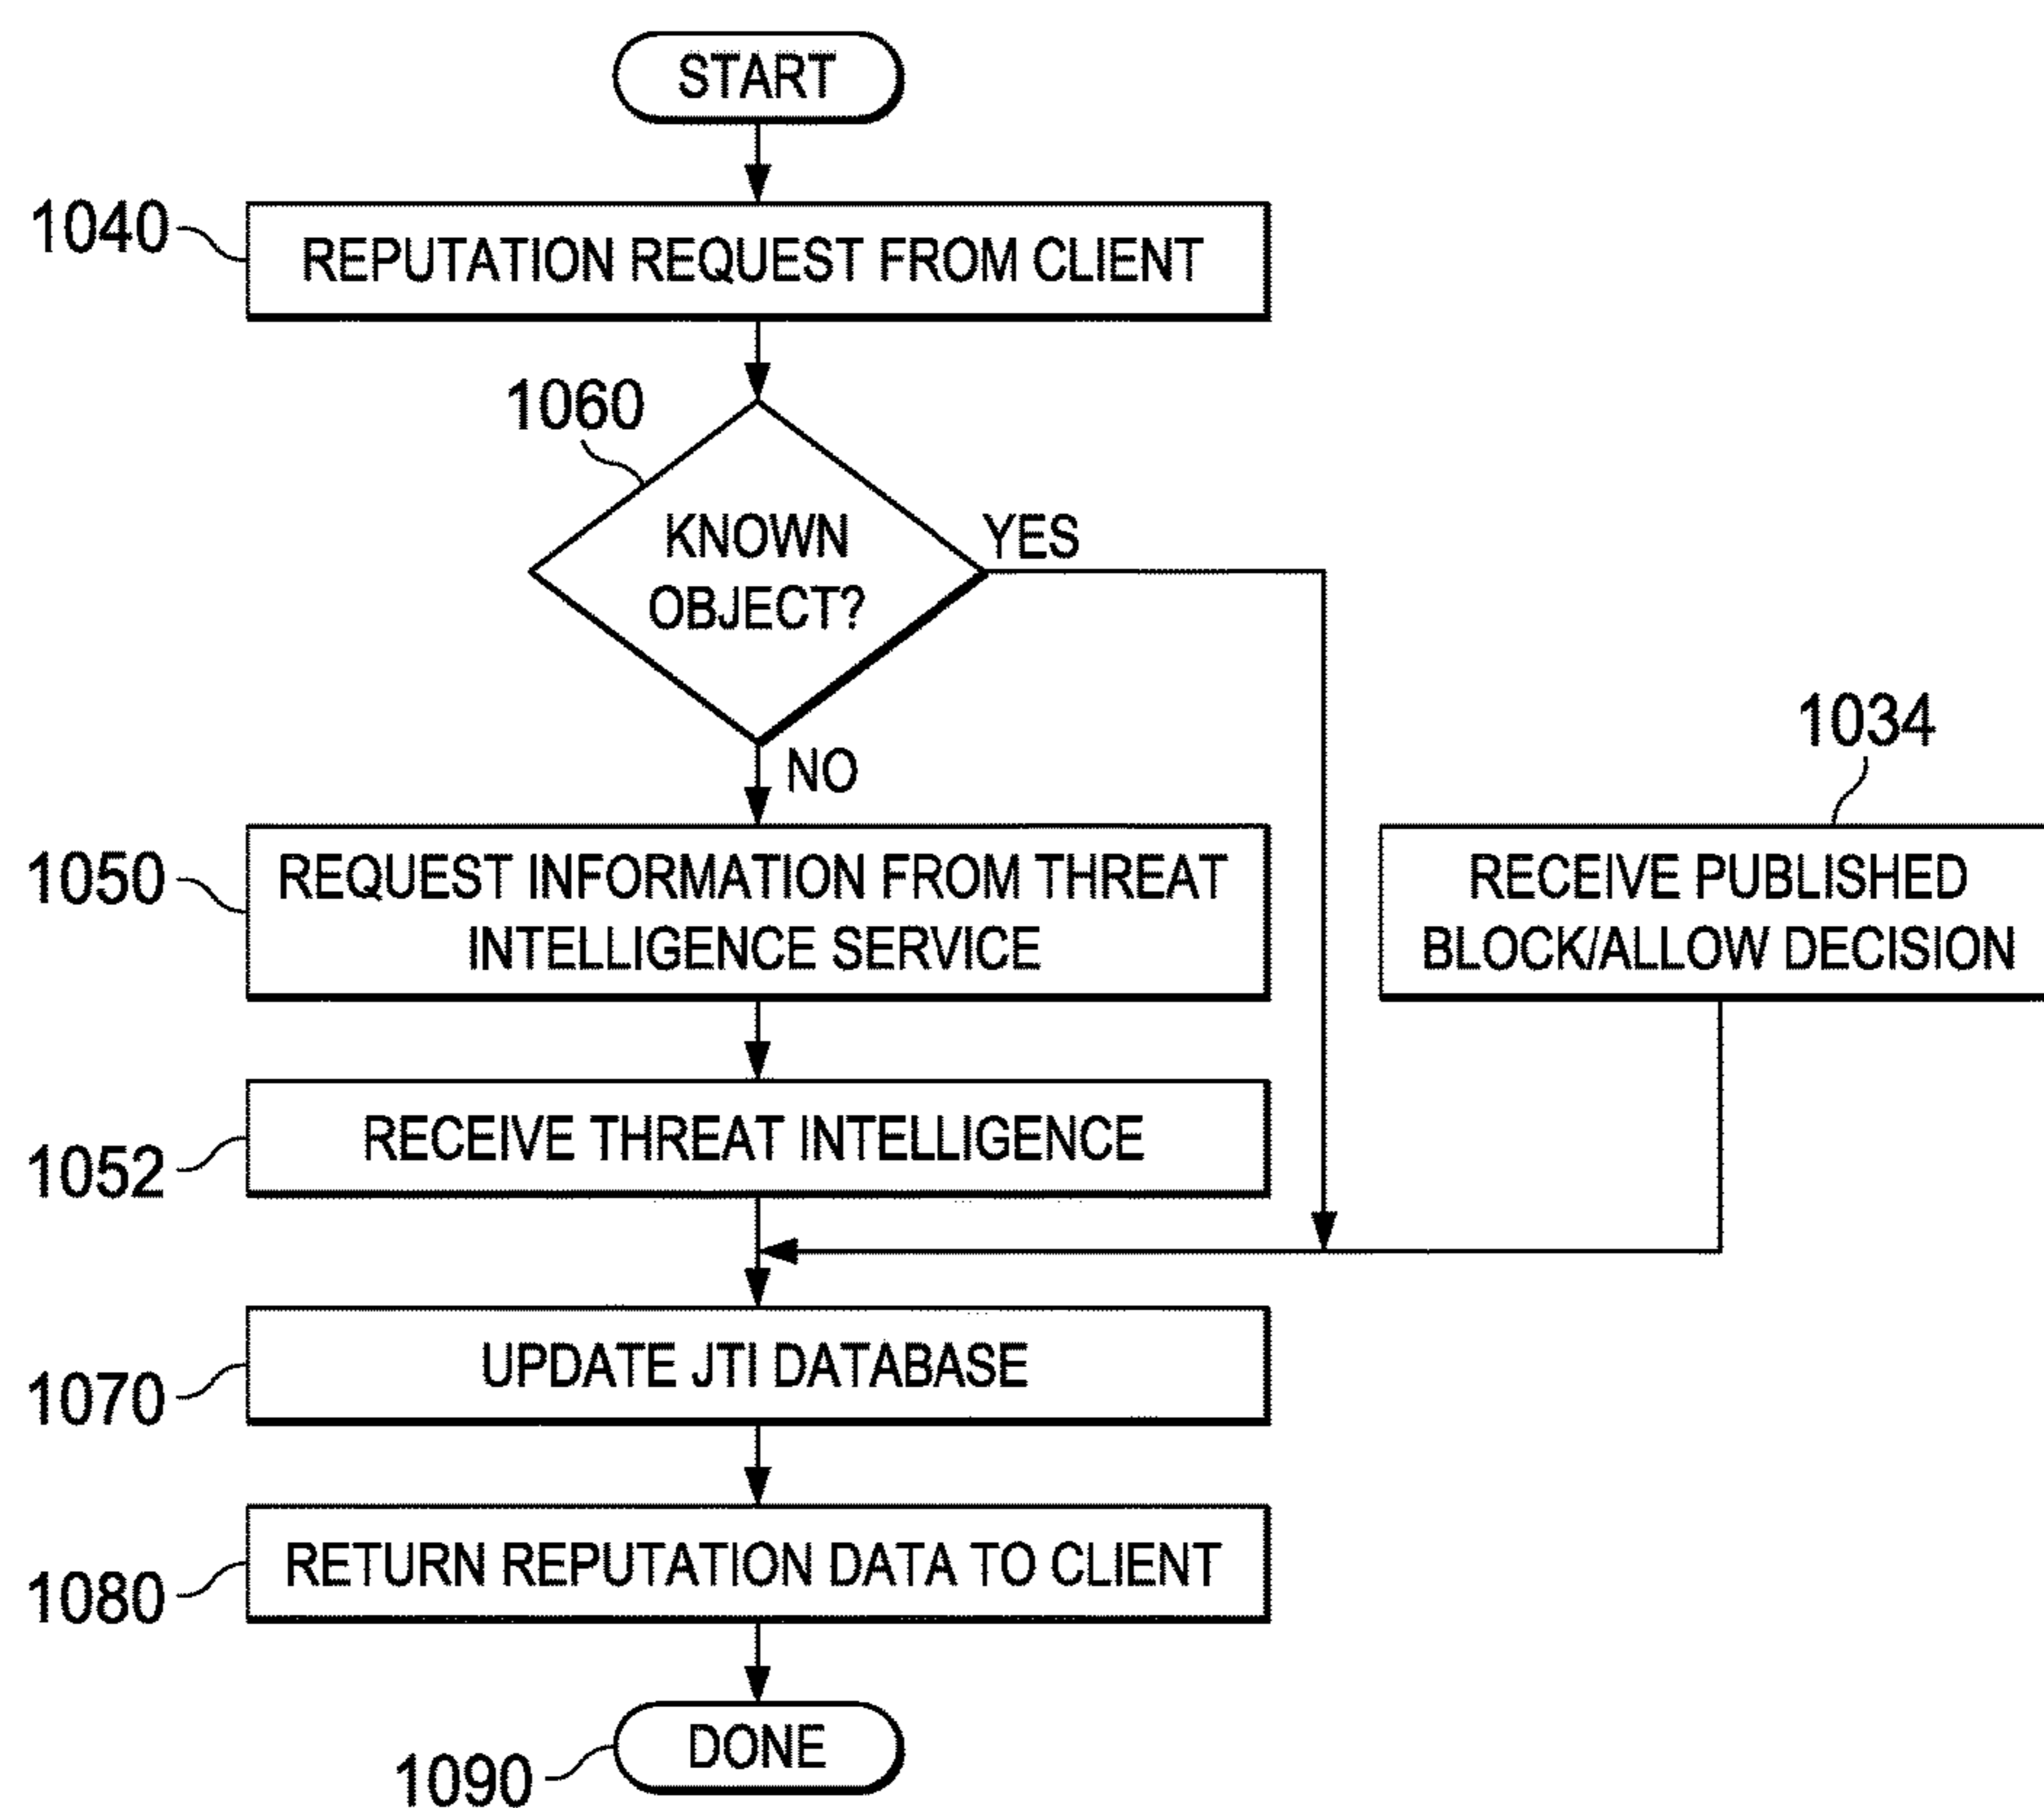 START
1040
REPUTATION REQUEST FROM CLIENT
1060
KNOWN
OBJECT?
YES
NO
1034
RECEIVE PUBLISHED
BLOCK/ALLOW DECISION
1050
REQUEST INFORMATION FROM THREAT
INTELLIGENCE SERVICE
1052
RECEIVE THREAT INTELLIGENCE
1070
UPDATE JTI DATABASE
1080
RETURN REPUTATION DATA TO CLIENT
1090
DONE